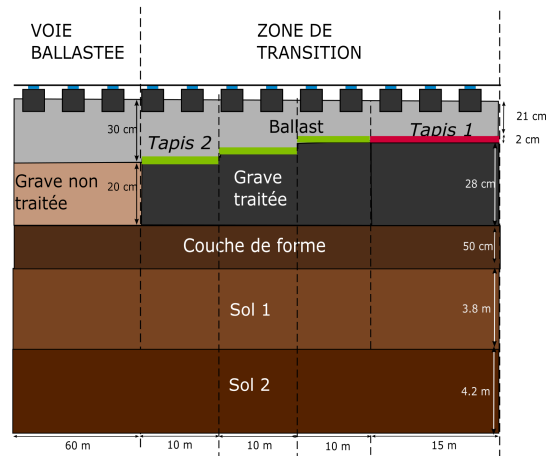 VOIE
BALLASTEE
ZONE DE
TRANSITION
30 cm
Ballast
Tapis 1
21 cm
2 cm
Tapis 2
Grave non
traitée
20 cm
Grave
traitée
28 cm
Couche de forme
50 cm
Sol 1
3.8 m
Sol 2
4.2 m
60 m
10 m
10 m
10 m
15 m